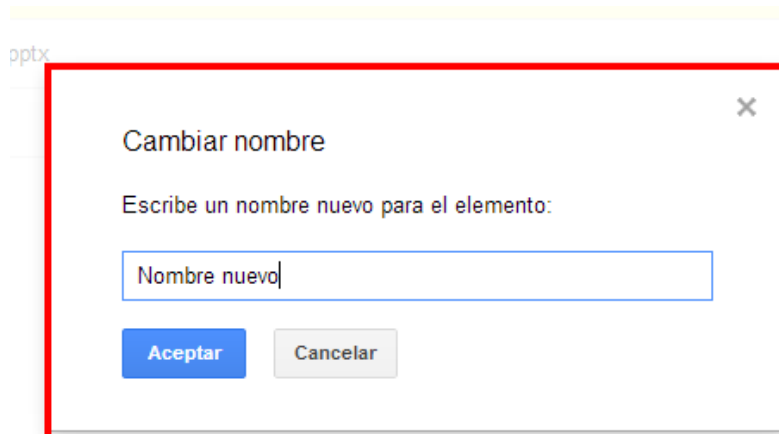 pptx
Cambiar nombre
Escribe un nombre nuevo para el elemento:
Nombre nuevo
Aceptar
Cancelar